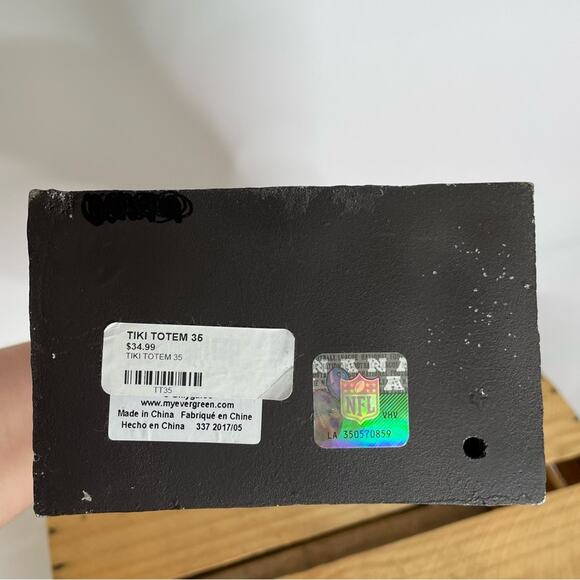 TIKI TOTEM 35
$34.99
TIKI TOTEM 35
TT35
www.myevergreen.com
Made in China Fabriqué en Chine
Hecho en China 337 2017/05
NFL
VHV
LA 350570859